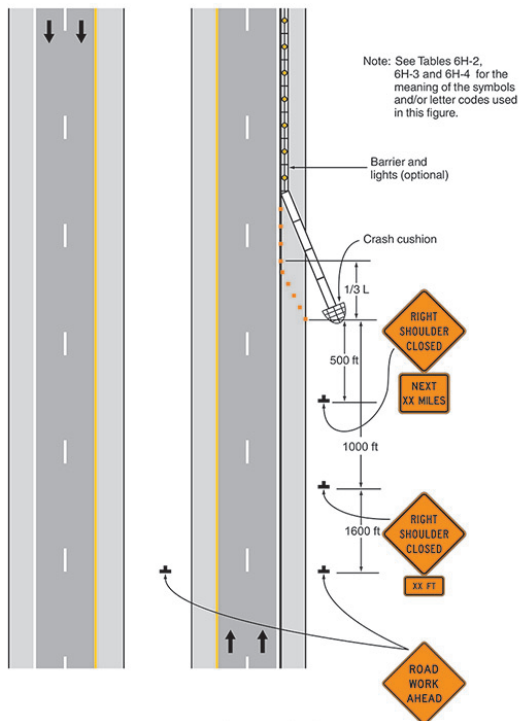 Note: See Tables 6H-2,
6H-3 and 6H-4 for the
meaning of the symbols
and/or letter codes used
in this figure.
Barrier and
lights (optional)
Crash cushion
1/3 L
RIGHT
SHOULDER
CLOSED
500 ft
NEXT
XX MILES
1000 ft
RIGHT
SHOULDER
CLOSED
1600 ft
XX FT
ROAD
WORK
AHEAD